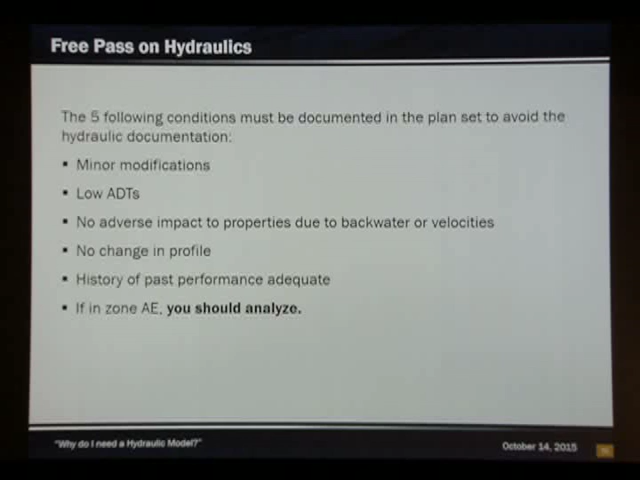 Free Pass on Hydraulics
The 5 following conditions must be documented in the plan set to avoid the
hydraulic documentation:
▪ Minor modifications
▪ Low ADTs
▪ No adverse impact to properties due to backwater or velocities
▪ No change in profile
▪ History of past performance adequate
▪ If in zone AE, you should analyze.
"Why do I need a Hydraulic Model?"
October 14, 2015